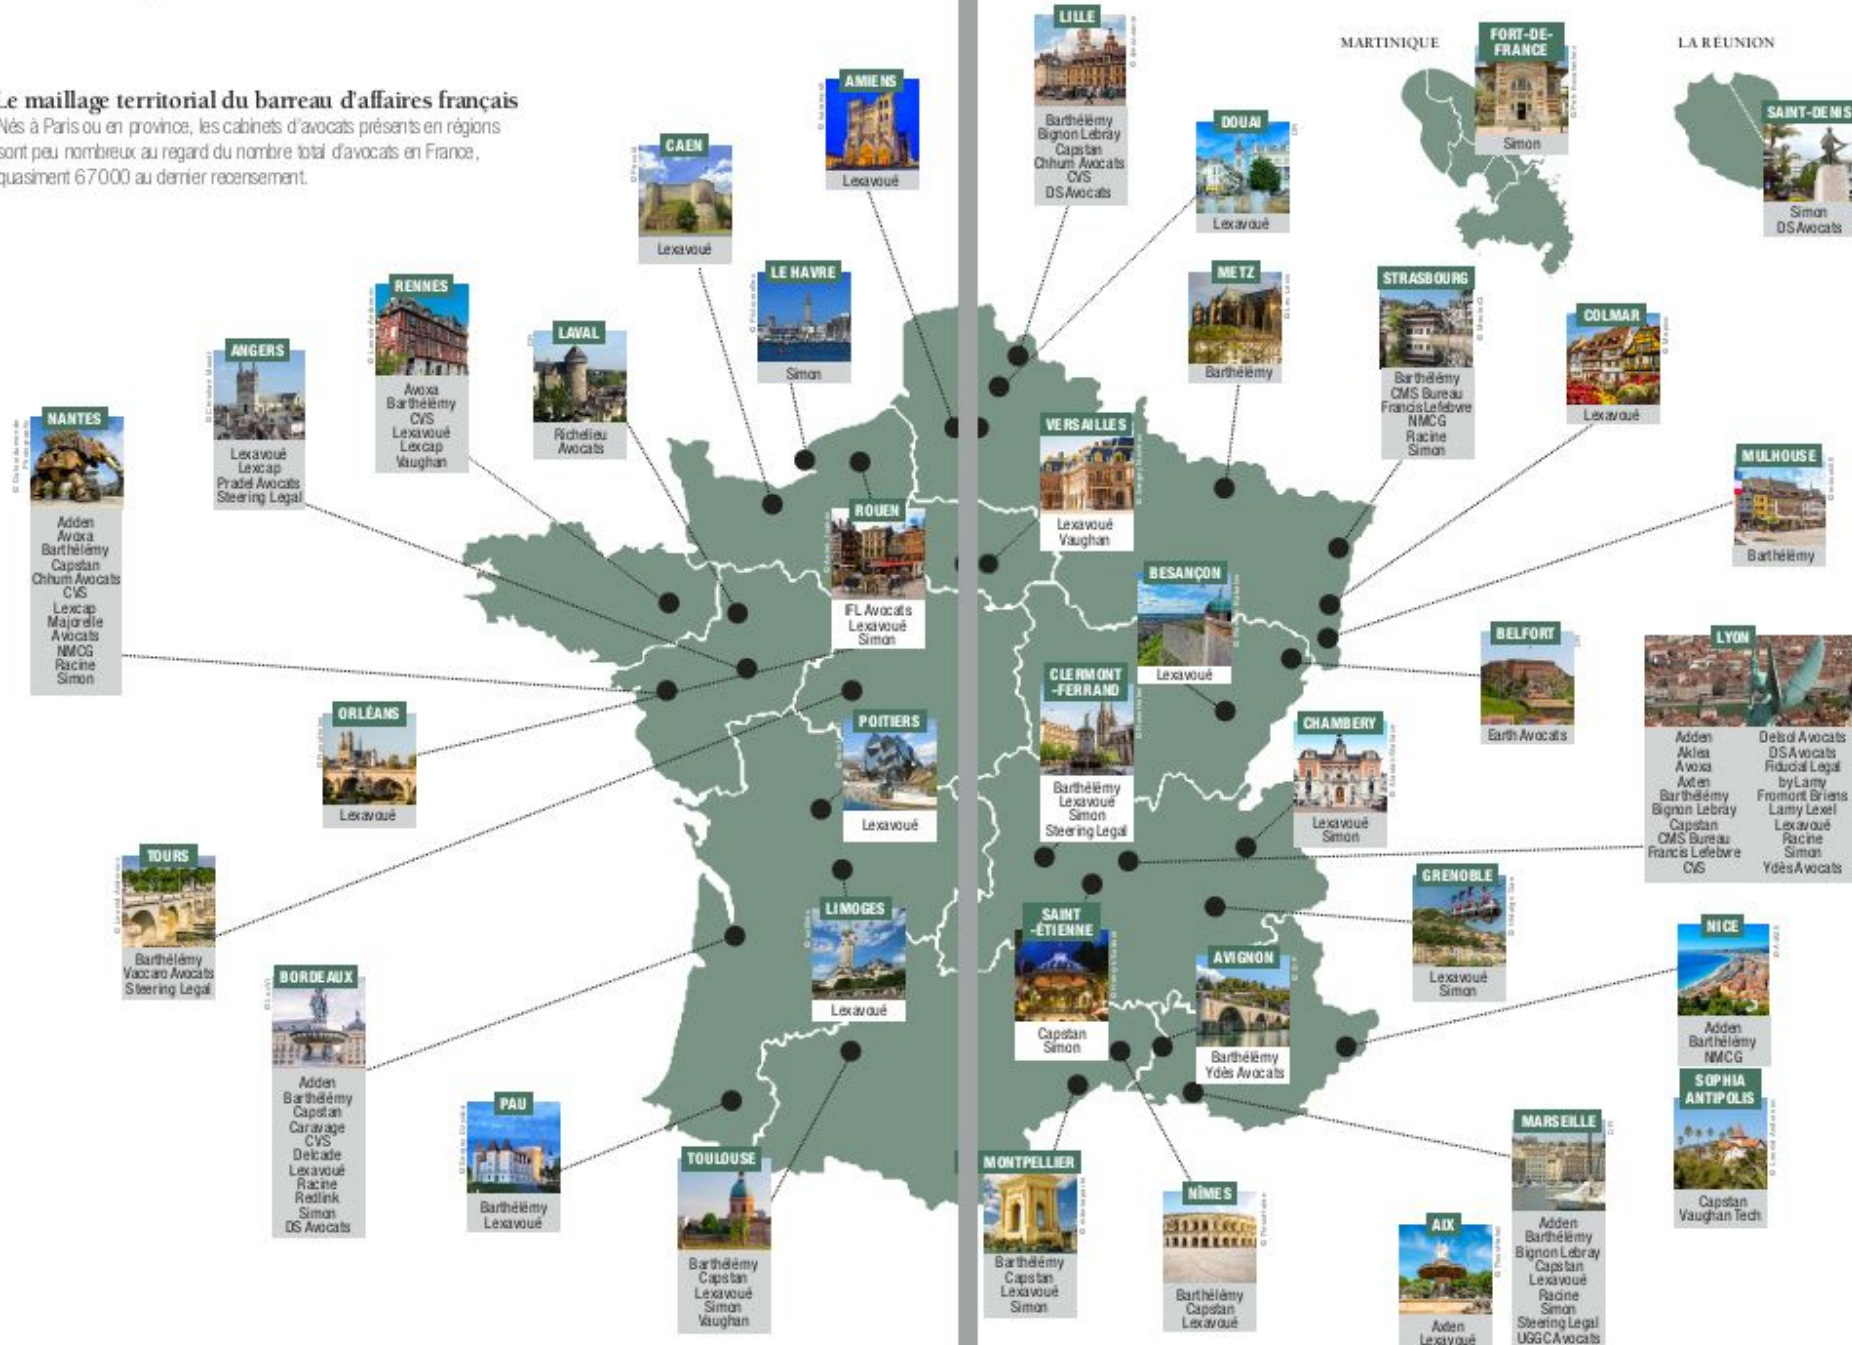 Le maillage territorial du barreau d'affaires français
Nés à Paris ou en province, les cabinets d'avocats présents en régions
sont peu nombreux au regard du nombre total d'avocats en France,
quasiment 67000 au dernier recensement.
AMIENS
Lexavoué
CAEN
Lexavoué
LE HAVRE
Simon
RENNES
Avoxa
Barthélémy
CVS
Lexavoué
Lexcap
Vaughan
LAVAL
Richelieu
Avocats
ANGERS
Lexavoué
Lexcap
Pradel Avocats
Steering Legal
NANTES
Adden
Avoxa
Barthélémy
Capstan
Chhum Avocats
CVS
Lexcap
Majorelle
Avocats
NMCG
Racine
Simon
ROUEN
IFL Avocats
Lexavoué
Simon
ORLÉANS
Lexavoué
POITIERS
Lexavoué
TOURS
Barthélémy
Vaccaro Avocats
Steering Legal
LIMOGES
Lexavoué
BORDEAUX
Adden
Barthélémy
Capstan
Caravage
CVS
Delcade
Lexavoué
Racine
Redlink
Simon
DS Avocats
PAU
Barthélémy
Lexavoué
TOULOUSE
Barthélémy
Capstan
Lexavoué
Simon
Vaughan
LILLE
Barthélémy
Bignon Lebray
Capstan
Chhum Avocats
CVS
DS Avocats
DOUAI
Lexavoué
MARTINIQUE
FORT-DE-
FRANCE
Simon
LA RÉUNION
SAINT-DENIS
Simon
DS Avocats
METZ
Barthélémy
STRASBOURG
Barthélémy
CMS Bureau
Francis Lefebvre
NMCG
Racine
Simon
COLMAR
Lexavoué
MULHOUSE
Barthélémy
VERSAILLES
Lexavoué
Vaughan
BESANÇON
Lexavoué
BELFORT
Earth Avocats
LYON
Adden
Aklea
Avoxa
Axten
Barthélémy
Bignon Lebray
Capstan
CMS Bureau
Francis Lefebvre
CVS
Delsol Avocats
DS Avocats
Fiducial Legal
by Lamy
Fromont Briens
Lamy Lexel
Lexavoué
Racine
Simon
Ydès Avocats
CLERMONT
-FERRAND
Barthélémy
Lexavoué
Simon
Steering Legal
CHAMBERY
Lexavoué
Simon
GRENOBLE
Lexavoué
Simon
SAINT
-ÉTIENNE
Capstan
Simon
AVIGNON
Barthélémy
Ydès Avocats
NICE
Adden
Barthélémy
NMCG
SOPHIA
ANTIPOLIS
Capstan
Vaughan Tech
MONTPELLIER
Barthélémy
Capstan
Lexavoué
Simon
NÎMES
Barthélémy
Capstan
Lexavoué
AIX
Axten
Lexavoué
MARSEILLE
Adden
Barthélémy
Bignon Lebray
Capstan
Lexavoué
Racine
Simon
Steering Legal
UGGC Avocats